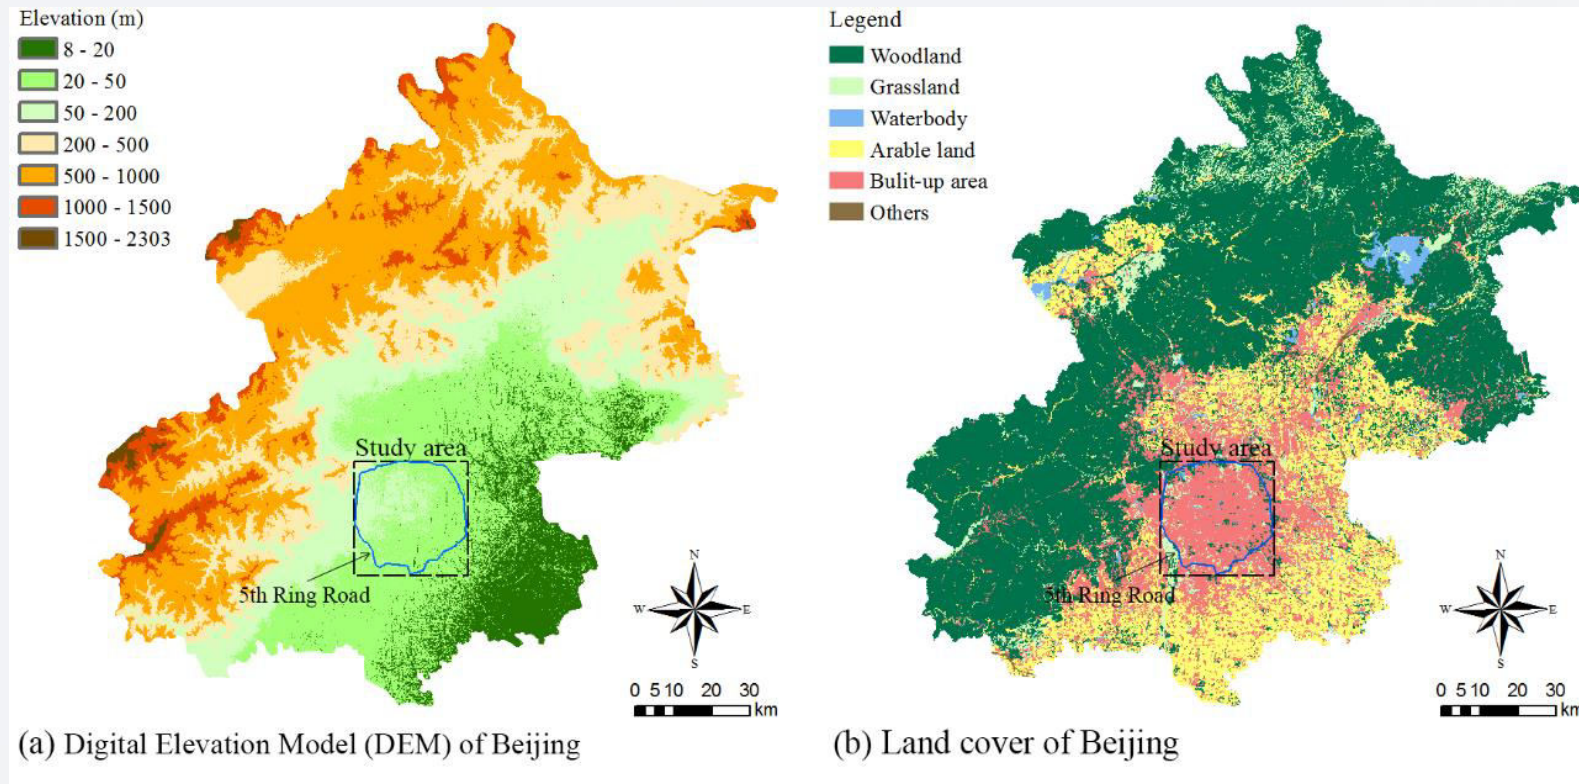 Elevation (m)
8 - 20
20 - 50
50 - 200
200 - 500
500 - 1000
1000 - 1500
1500 - 2303
Study area
5th Ring Road
N
W
E
S
0 5 10 20 30
km
(a) Digital Elevation Model (DEM) of Beijing
Legend
Woodland
Grassland
Waterbody
Arable land
Bulit-up area
Others
Study area
5th Ring Road
N
W
E
S
0 5 10 20 30
km
(b) Land cover of Beijing